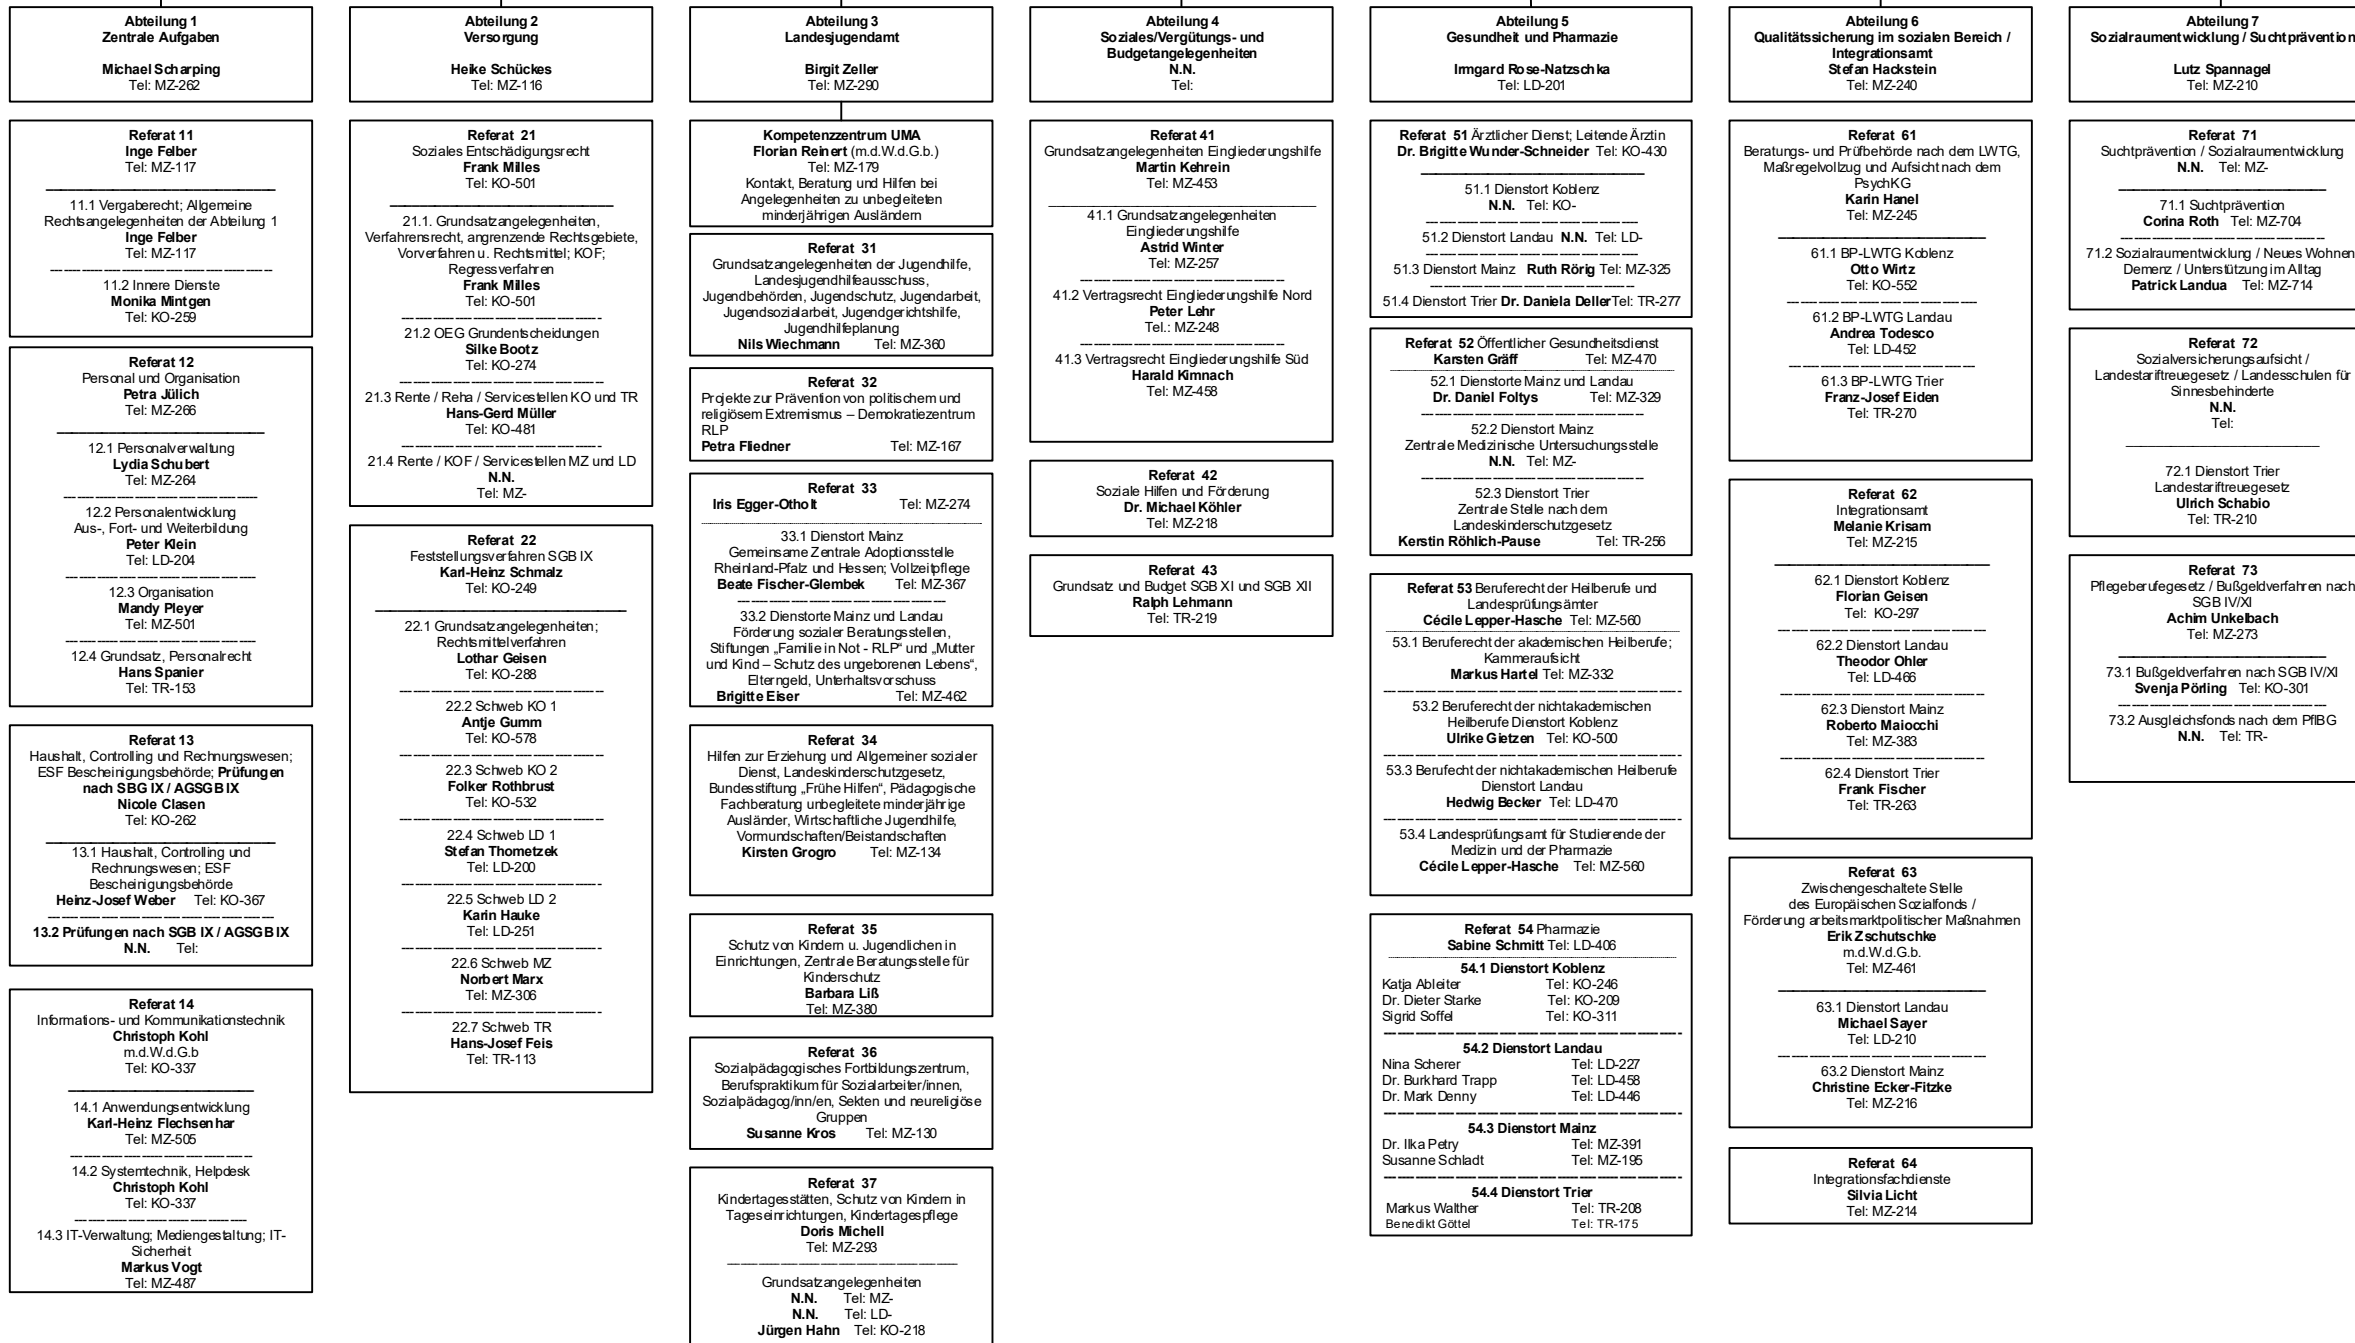 Abteilung 1
Zentrale Aufgaben
Michael Scharping
Tel: MZ-262
Referat 11
Inge Felber
Tel: MZ-117
11.1 Vergaberecht; Allgemeine
Rechtsangelegenheiten der Abteilung 1
Inge Felber
Tel: MZ-117
11.2 Innere Dienste
Monika Mintgen
Tel: KO-259
Referat 12
Personal und Organisation
Petra Jülich
Tel: MZ-266
12.1 Personalverwaltung
Lydia Schubert
Tel: MZ-264
12.2 Personalentwicklung
Aus-, Fort- und Weiterbildung
Peter Klein
Tel: LD-204
12.3 Organisation
Mandy Pleyer
Tel: MZ-501
12.4 Grundsatz, Personalrecht
Hans Spanier
Tel: TR-153
Referat 13
Haushalt, Controlling und Rechnungswesen;
ESF Bescheinigungsbehörde; Prüfungen
nach SBG IX / AGSGB IX
Nicole Clasen
Tel: KO-262
13.1 Haushalt, Controlling und
Rechnungswesen; ESF
Bescheinigungsbehörde
Heinz-Josef Weber Tel: KO-367
13.2 Prüfungen nach SGB IX / AGSGB IX
N.N. Tel:
Referat 14
Informations- und Kommunikationstechnik
Christoph Kohl
m.d.W.d.G.b
Tel: KO-337
14.1 Anwendungsentwicklung
Karl-Heinz Flechsenhar
Tel: MZ-505
14.2 Systemtechnik, Helpdesk
Christoph Kohl
Tel: KO-337
14.3 IT-Verwaltung; Mediengestaltung; IT-
Sicherheit
Markus Vogt
Tel: MZ-487
Abteilung 2
Versorgung
Heike Schückes
Tel: MZ-116
Referat 21
Soziales Entschädigungsrecht
Frank Milles
Tel: KO-501
21.1. Grundsatzangelegenheiten,
Verfahrensrecht, angrenzende Rechtsgebiete,
Vorverfahren u. Rechtsmittel; KOF;
Regressverfahren
Frank Milles
Tel: KO-501
21.2 OEG Grundentscheidungen
Silke Bootz
Tel: KO-274
21.3 Rente / Reha / Servicestellen KO und TR
Hans-Gerd Müller
Tel: KO-481
21.4 Rente / KOF / Servicestellen MZ und LD
N.N.
Tel: MZ-
Referat 22
Feststellungsverfahren SGB IX
Karl-Heinz Schmalz
Tel: KO-249
22.1 Grundsatzangelegenheiten;
Rechtsmittelverfahren
Lothar Geisen
Tel: KO-288
22.2 Schweb KO 1
Antje Gumm
Tel: KO-578
22.3 Schweb KO 2
Folker Rothbrust
Tel: KO-532
22.4 Schweb LD 1
Stefan Thometzek
Tel: LD-200
22.5 Schweb LD 2
Karin Hauke
Tel: LD-251
22.6 Schweb MZ
Norbert Marx
Tel: MZ-306
22.7 Schweb TR
Hans-Josef Feis
Tel: TR-113
Abteilung 3
Landesjugendamt
Birgit Zeller
Tel: MZ-290
Kompetenzzentrum UMA
Florian Reinert (m.d.W.d.G.b.)
Tel: MZ-179
Kontakt, Beratung und Hilfen bei
Angelegenheiten zu unbegleiteten
minderjährigen Ausländern
Referat 31
Grundsatzangelegenheiten der Jugendhilfe,
Landesjugendhilfeausschuss,
Jugendbehörden, Jugendschutz, Jugendarbeit,
Jugendsozialarbeit, Jugendgerichtshilfe,
Jugendhilfeplanung
Nils Wiechmann Tel: MZ-360
Referat 32
Projekte zur Prävention von politischem und
religiösem Extremismus – Demokratiezentrum
RLP
Petra Fliedner Tel: MZ-167
Referat 33
Iris Egger-Otholt Tel: MZ-274
33.1 Dienstort Mainz
Gemeinsame Zentrale Adoptionsstelle
Rheinland-Pfalz und Hessen; Vollzeitpflege
Beate Fischer-Glembek Tel: MZ-367
33.2 Dienstorte Mainz und Landau
Förderung sozialer Beratungsstellen,
Stiftungen „Familie in Not - RLP“ und „Mutter
und Kind – Schutz des ungeborenen Lebens“,
Elterngeld, Unterhaltsvorschuss
Brigitte Eiser Tel: MZ-462
Referat 34
Hilfen zur Erziehung und Allgemeiner sozialer
Dienst, Landeskinderschutzgesetz,
Bundesstiftung „Frühe Hilfen“, Pädagogische
Fachberatung unbegleitete minderjährige
Ausländer, Wirtschaftliche Jugendhilfe,
Vormundschaften/Beistandschaften
Kirsten Grogro Tel: MZ-134
Referat 35
Schutz von Kindern u. Jugendlichen in
Einrichtungen, Zentrale Beratungsstelle für
Kinderschutz
Barbara Liß
Tel: MZ-380
Referat 36
Sozialpädagogisches Fortbildungszentrum,
Berufspraktikum für Sozialarbeiter/innen,
Sozialpädagog/inn/en, Sekten und neureligiöse
Gruppen
Susanne Kros Tel: MZ-130
Referat 37
Kindertagesstätten, Schutz von Kindern in
Tageseinrichtungen, Kindertagespflege
Doris Michell
Tel: MZ-293
Grundsatzangelegenheiten
N.N. Tel: MZ-
N.N. Tel: LD-
Jürgen Hahn Tel: KO-218
Abteilung 4
Soziales/Vergütungs- und
Budgetangelegenheiten
N.N.
Tel:
Referat 41
Grundsatzangelegenheiten Eingliederungshilfe
Martin Kehrein
Tel: MZ-453
41.1 Grundsatzangelegenheiten
Eingliederungshilfe
Astrid Winter
Tel: MZ-257
41.2 Vertragsrecht Eingliederungshilfe Nord
Peter Lehr
Tel.: MZ-248
41.3 Vertragsrecht Eingliederungshilfe Süd
Harald Kimnach
Tel: MZ-458
Referat 42
Soziale Hilfen und Förderung
Dr. Michael Köhler
Tel: MZ-218
Referat 43
Grundsatz und Budget SGB XI und SGB XII
Ralph Lehmann
Tel: TR-219
Abteilung 5
Gesundheit und Pharmazie
Irmgard Rose-Natzschka
Tel: LD-201
Referat 51 Ärztlicher Dienst; Leitende Ärztin
Dr. Brigitte Wunder-Schneider Tel: KO-430
51.1 Dienstort Koblenz
N.N. Tel: KO-
51.2 Dienstort Landau N.N. Tel: LD-
51.3 Dienstort Mainz Ruth Rörig Tel: MZ-325
51.4 Dienstort Trier Dr. Daniela Deller Tel: TR-277
Referat 52 Öffentlicher Gesundheitsdienst
Karsten Gräff Tel: MZ-470
52.1 Dienstorte Mainz und Landau
Dr. Daniel Foltys Tel: MZ-329
52.2 Dienstort Mainz
Zentrale Medizinische Untersuchungsstelle
N.N. Tel: MZ-
52.3 Dienstort Trier
Zentrale Stelle nach dem
Landeskinderschutzgesetz
Kerstin Röhlich-Pause Tel: TR-256
Referat 53 Beruferecht der Heilberufe und
Landesprüfungsämter
Cécile Lepper-Hasche Tel: MZ-560
53.1 Beruferecht der akademischen Heilberufe;
Kammeraufsicht
Markus Hartel Tel: MZ-332
53.2 Beruferecht der nichtakademischen
Heilberufe Dienstort Koblenz
Ulrike Gietzen Tel: KO-500
53.3 Berufecht der nichtakademischen Heilberufe
Dienstort Landau
Hedwig Becker Tel: LD-470
53.4 Landesprüfungsamt für Studierende der
Medizin und der Pharmazie
Cécile Lepper-Hasche Tel: MZ-560
Referat 54 Pharmazie
Sabine Schmitt Tel: LD-406
54.1 Dienstort Koblenz
Katja Ableiter Tel: KO-246
Dr. Dieter Starke Tel: KO-209
Sigrid Soffel Tel: KO-311
54.2 Dienstort Landau
Nina Scherer Tel: LD-227
Dr. Burkhard Trapp Tel: LD-458
Dr. Mark Denny Tel: LD-446
54.3 Dienstort Mainz
Dr. Ilka Petry Tel: MZ-391
Susanne Schladt Tel: MZ-195
54.4 Dienstort Trier
Markus Walther Tel: TR-208
Benedikt Göttel Tel: TR-175
Abteilung 6
Qualitätssicherung im sozialen Bereich /
Integrationsamt
Stefan Hackstein
Tel: MZ-240
Referat 61
Beratungs- und Prüfbehörde nach dem LWTG,
Maßregelvollzug und Aufsicht nach dem
PsychKG
Karin Hanel
Tel: MZ-245
61.1 BP-LWTG Koblenz
Otto Wirtz
Tel: KO-552
61.2 BP-LWTG Landau
Andrea Todesco
Tel: LD-452
61.3 BP-LWTG Trier
Franz-Josef Eiden
Tel: TR-270
Referat 62
Integrationsamt
Melanie Krisam
Tel: MZ-215
62.1 Dienstort Koblenz
Florian Geisen
Tel: KO-297
62.2 Dienstort Landau
Theodor Ohler
Tel: LD-466
62.3 Dienstort Mainz
Roberto Maiocchi
Tel: MZ-383
62.4 Dienstort Trier
Frank Fischer
Tel: TR-263
Referat 63
Zwischengeschaltete Stelle
des Europäischen Sozialfonds /
Förderung arbeitsmarktpolitischer Maßnahmen
Erik Zschutschke
m.d.W.d.G.b.
Tel: MZ-461
63.1 Dienstort Landau
Michael Sayer
Tel: LD-210
63.2 Dienstort Mainz
Christine Ecker-Fitzke
Tel: MZ-216
Referat 64
Integrationsfachdienste
Silvia Licht
Tel: MZ-214
Abteilung 7
Sozialraumentwicklung / Suchtprävention
Lutz Spannagel
Tel: MZ-210
Referat 71
Suchtprävention / Sozialraumentwicklung
N.N. Tel: MZ-
71.1 Suchtprävention
Corina Roth Tel: MZ-704
71.2 Sozialraumentwicklung / Neues Wohnen
Demenz / Unterstützung im Alltag
Patrick Landua Tel: MZ-714
Referat 72
Sozialversicherungsaufsicht /
Landestariftreuegesetz / Landesschulen für
Sinnesbehinderte
N.N.
Tel:
72.1 Dienstort Trier
Landestariftreuegesetz
Ulrich Schabio
Tel: TR-210
Referat 73
Pflegeberufegesetz / Bußgeldverfahren nach
SGB IV/XI
Achim Unkelbach
Tel: MZ-273
73.1 Bußgeldverfahren nach SGB IV/XI
Svenja Pörling Tel: KO-301
73.2 Ausgleichsfonds nach dem PflBG
N.N. Tel: TR-